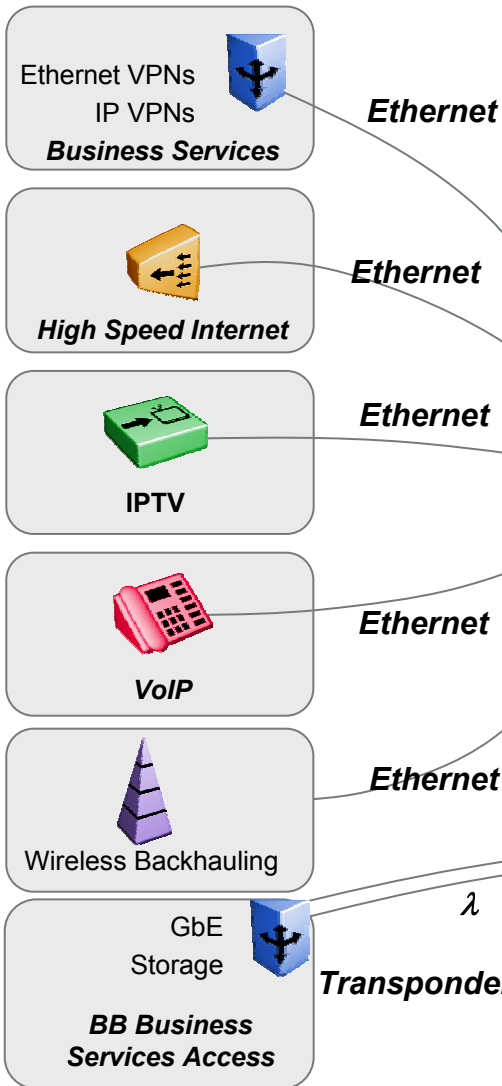 Ethernet VPNs
IP VPNs
Business Services
Ethernet
High Speed Internet
Ethernet
IPTV
Ethernet
VoIP
Ethernet
Wireless Backhauling
Ethernet
GbE
Storage
BB Business
Services Access
λ
Transponder